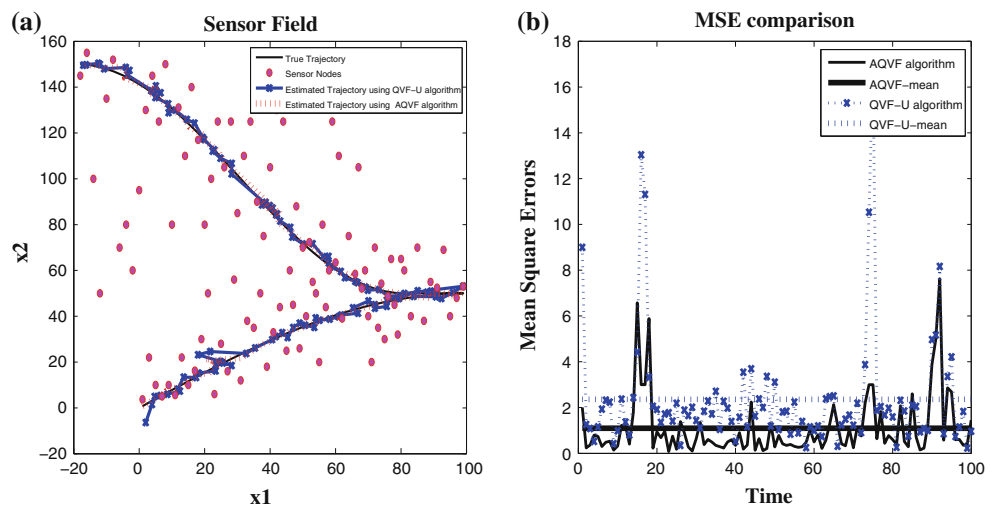 (a)
Sensor Field
160
140
120
100
80
60
40
20
0
−20
x2
True Trajectory
Sensor Nodes
Estimated Trajectory using QVF−U algorithm
Estimated Trajectory using AQVF algorithm
−20
0
20
40
60
80
100
x1
(b)
MSE comparison
18
16
14
12
10
8
6
4
2
0
Mean Square Errors
AQVF algorithm
AQVF−mean
QVF−U algorithm
QVF−U−mean
0
20
40
60
80
100
Time